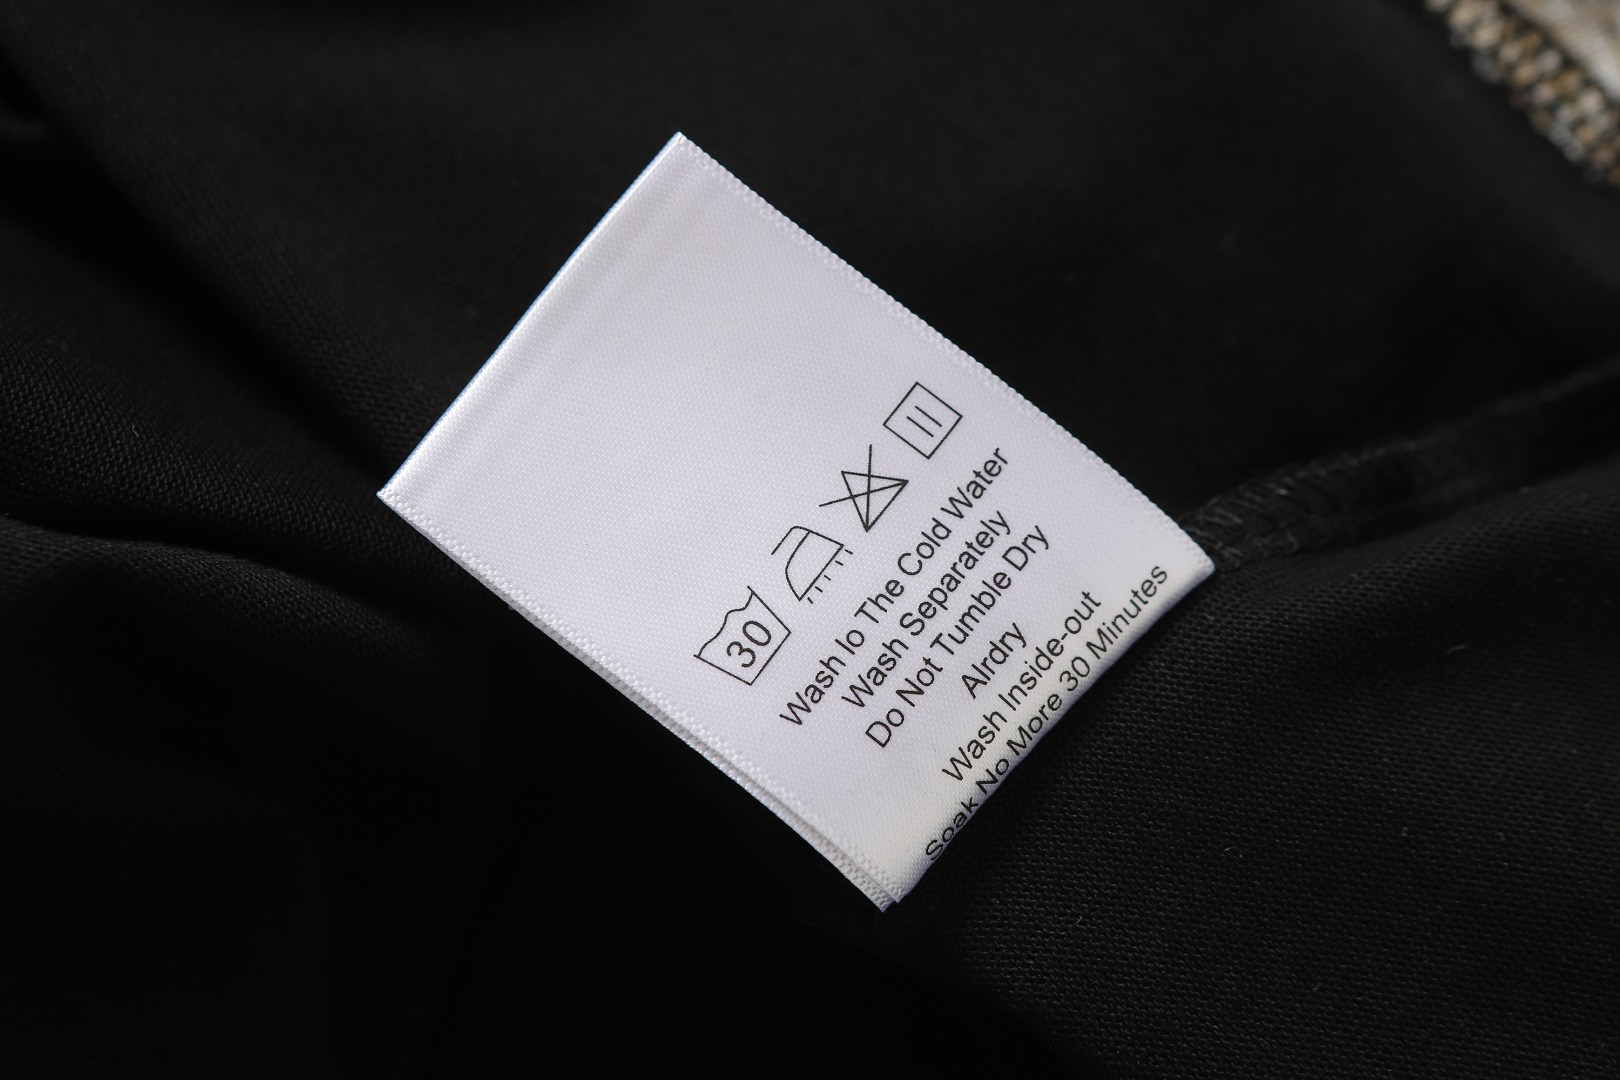 30
Wash Io The Cold Water
Wash Separately
Do Not Tumble Dry
Alrdry
Wash Inside-out
Soak No More 30 Minutes